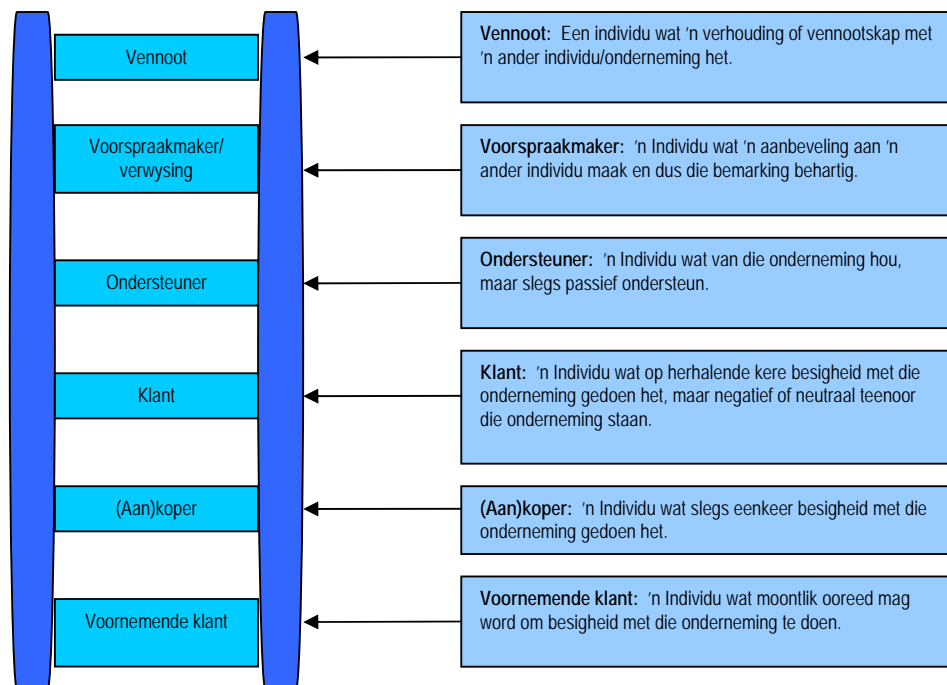 Vennoot
Vennoot: Een individu wat 'n verhouding of vennootskap met
'n ander individu/onderneming het.
Voorspraakmaker/
verwysing
Voorspraakmaker: 'n Individu wat 'n aanbeveling aan 'n
ander individu maak en dus die bemarking behartig.
Ondersteuner
Ondersteuner: 'n Individu wat van die onderneming hou,
maar slegs passief ondersteun.
Klant
Klant: 'n Individu wat op herhalende kere besigheid met die
onderneming gedoen het, maar negatief of neutraal teenoor
die onderneming staan.
(Aan)koper
(Aan)koper: 'n Individu wat slegs eenkeer besigheid met die
onderneming gedoen het.
Voornemende klant
Voornemende klant: 'n Individu wat moontlik ooreed mag
word om besigheid met die onderneming te doen.